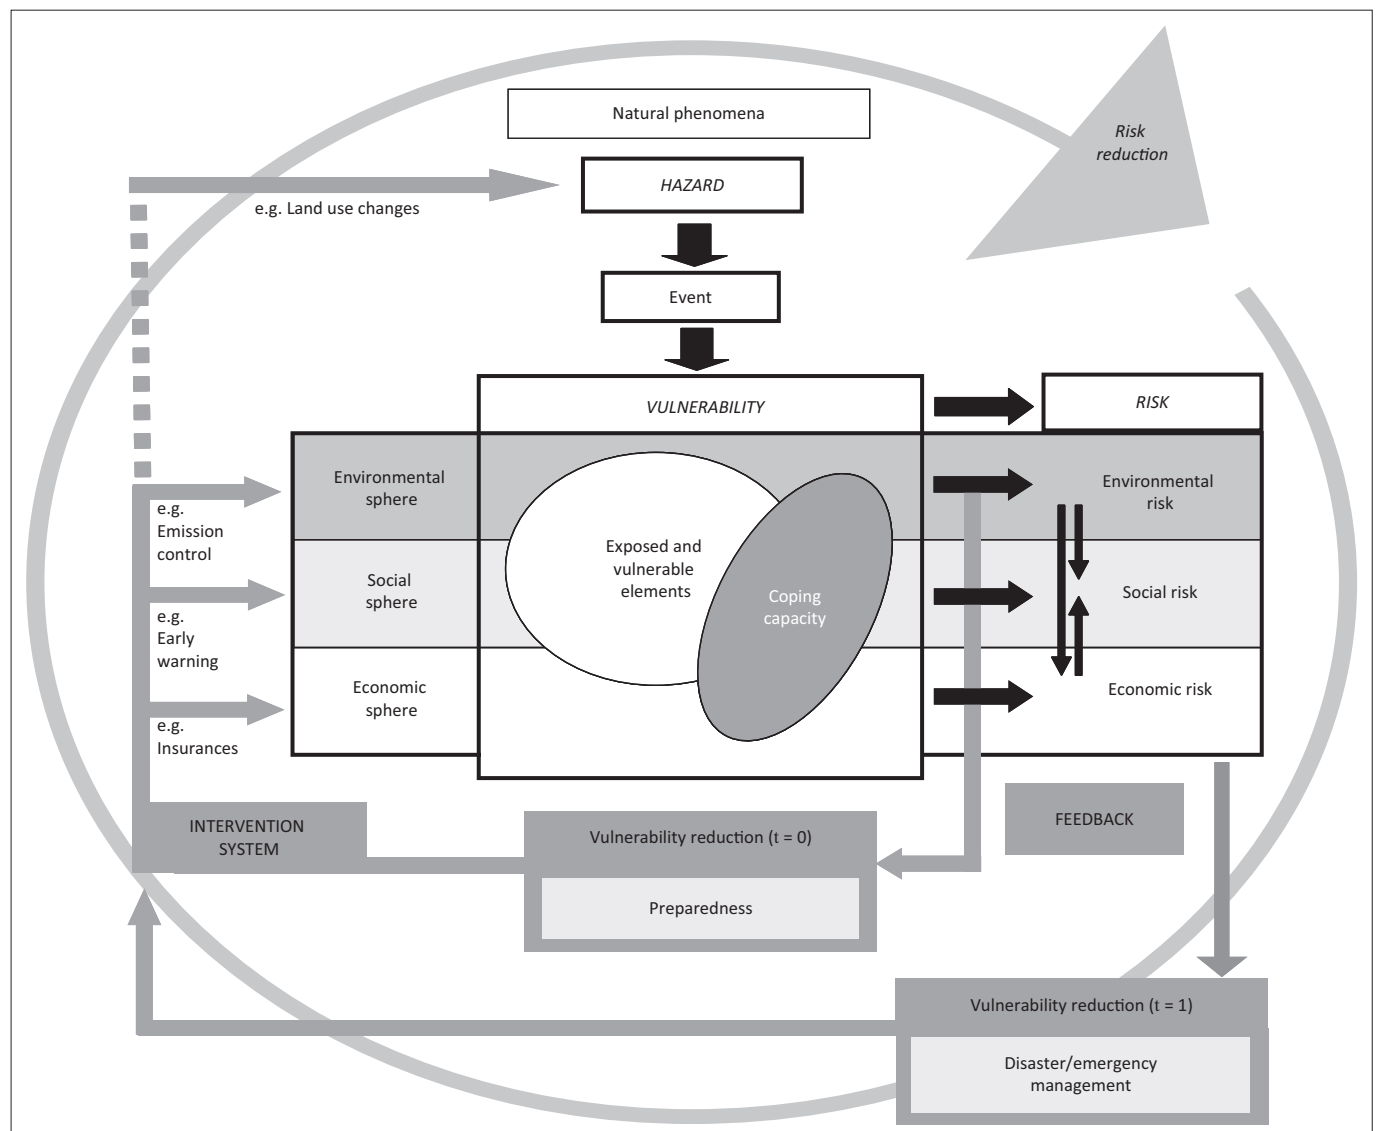 Natural phenomena
Risk
reduction
HAZARD
e.g. Land use changes
Event
VULNERABILITY
RISK
Environmental
sphere
Environmental
risk
e.g.
Emission
control
Exposed and
vulnerable
elements
Social
sphere
Coping
capacity
Social risk
e.g.
Early
warning
Economic
sphere
Economic risk
e.g.
Insurances
INTERVENTION
SYSTEM
Vulnerability reduction (t = 0)
FEEDBACK
Preparedness
Vulnerability reduction (t = 1)
Disaster/emergency
management